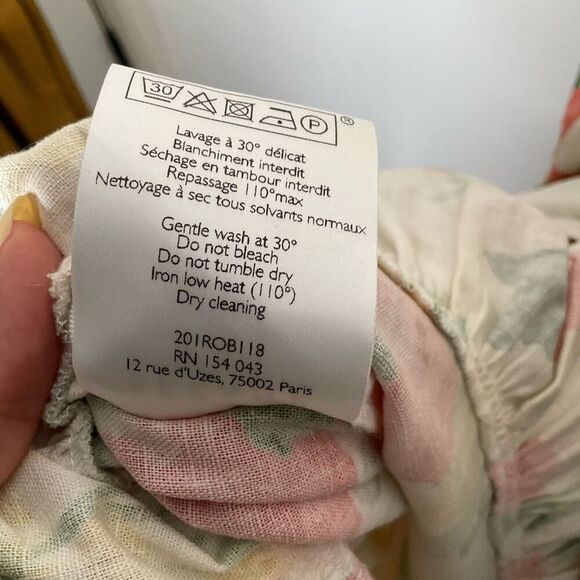 30 P ®
Lavage à 30° délicat
Blanchiment interdit
Séchage en tambour interdit
Repassage 110°max
Nettoyage à sec tous solvants normaux
Gentle wash at 30°
Do not bleach
Do not tumble dry
Iron low heat (110°)
Dry cleaning
201ROB118
RN 154 043
12 rue d'Uzes, 75002 Paris